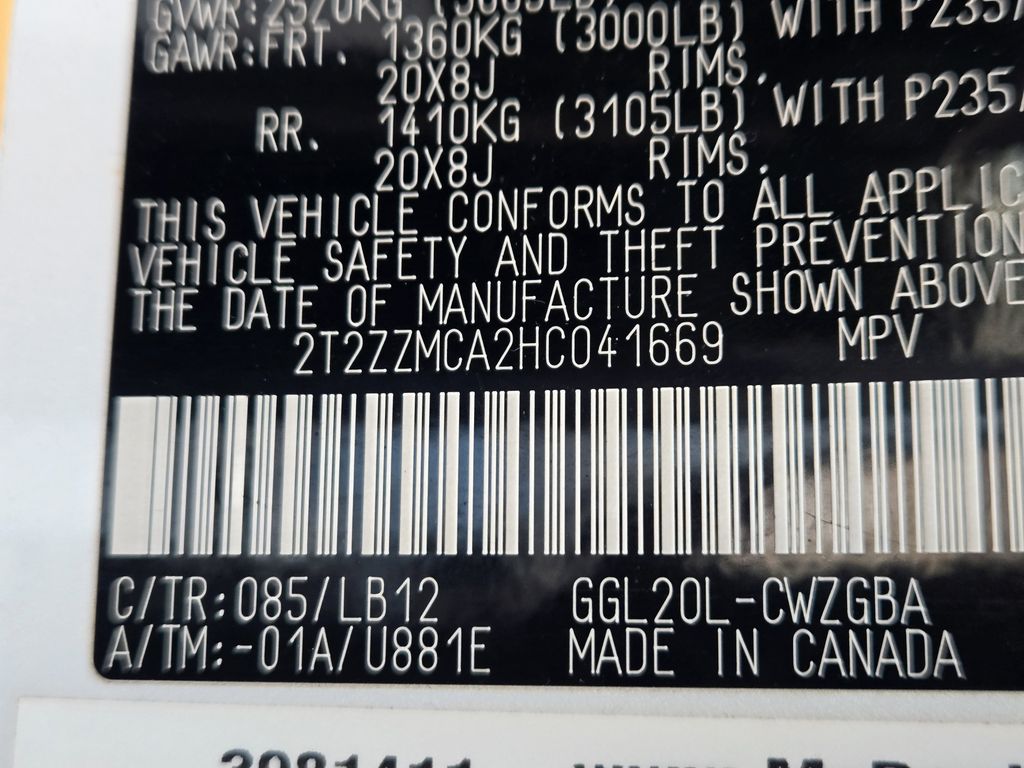 GVWR:2520KG
GAWR:FRT. 1360KG (3000LB) WITH P235/
20X8J RIMS.
RR. 1410KG (3105LB) WITH P235/
20X8J RIMS.
THIS VEHICLE CONFORMS TO ALL APPLIC
VEHICLE SAFETY AND THEFT PREVENTION
THE DATE OF MANUFACTURE SHOWN ABOVE
2T2ZZMCA2HC041669 MPV
C/TR:085/LB12 GGL20L-CWZGBA
A/TM:-01A/U881E MADE IN CANADA